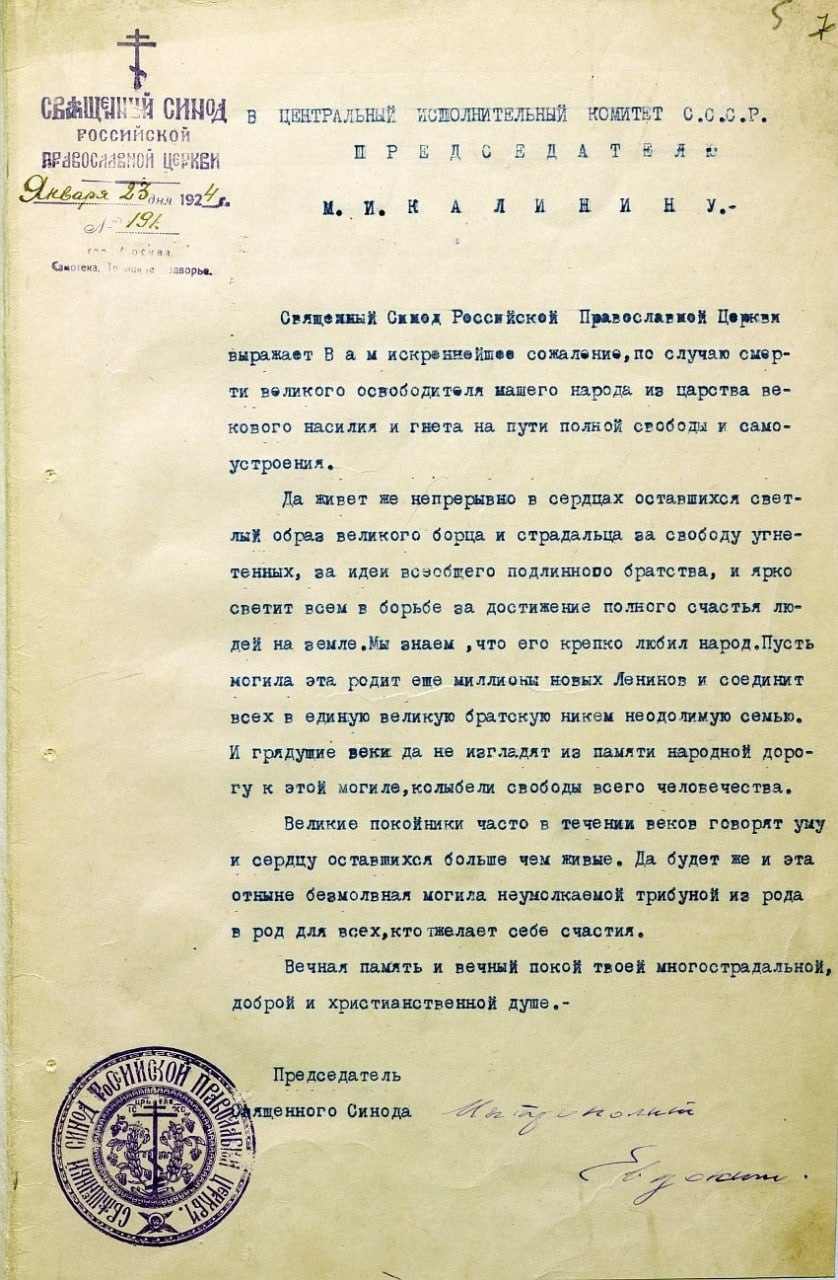 5 7
СВЯЩЕННЫЙ СИНОД
РОССИЙСКОЙ
ПРАВОСЛАВНОЙ ЦЕРКВИ
Января 23 дня 1924 г.
№ 191.
Самотека,
В ЦЕНТРАЛЬНЫЙ ИСПОЛНИТЕЛЬНЫЙ КОМИТЕТ С.С.С.Р.
П Р Е Д С Е Д А Т Е Л Ю
М. И. К А Л И Н И Н У.-
Священный Синод Российской Православной Церкви
выражает В а м искреннейшее сожаление,по случаю смер-
ти великого освободителя нашего народа из царства ве-
кового насилия и гнета на пути полной свободы и само-
устроения.
Да живет же непрерывно в сердцах оставшихся свет-
лый образ великого борца и страдальца за свободу угне-
тенных, за идеи всеобщего подлинного братства, и ярко
светит всем в борьбе за достижение полного счастья лю-
дей на земле.Мы знаем ,что его крепко любил народ.Пусть
могила эта родит еше миллионы новых Ленинов и соединит
всех в единую великую братскую никем неодолимую семью.
И грядушие веки да не изгладят из памяти народной доро-
гу к этой могиле,колыбели свободы всего человечества.
Великие покойники часто в течении веков говорят уму
и сердцу оставшихся больше чем живые. Да будет же и эта
отныне безмолвная могила неумолкаемой трибуной из рода
в род для всех,кто желает себе счастия.
Вечная память и вечный покой твоей многострадальной,
доброй и христианственной душе.-
Председатель
Священного Синода Митрополит
Евдоким.
СВЯЩЕННЫЙ СИНОД РОССИЙСКОЙ ПРАВОСЛАВНОЙ ЦЕРКВИ.